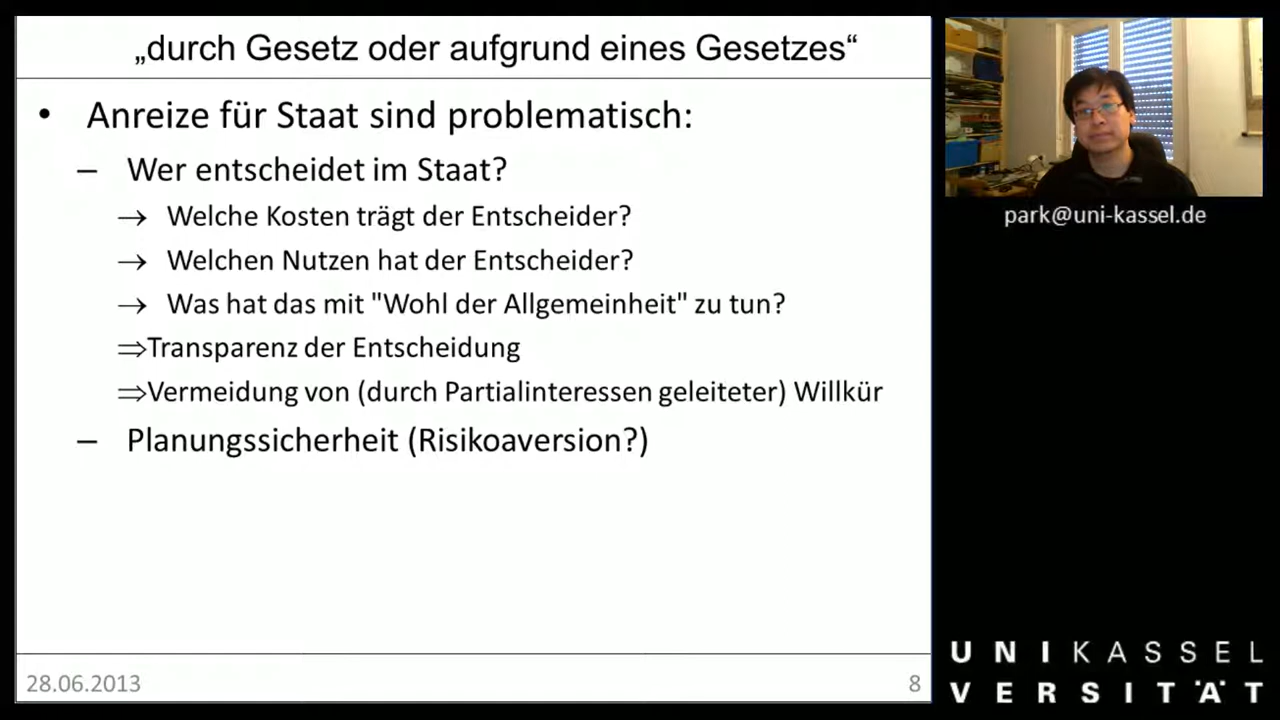 „durch Gesetz oder aufgrund eines Gesetzes“
• Anreize für Staat sind problematisch:
– Wer entscheidet im Staat?
→ Welche Kosten trägt der Entscheider?
→ Welchen Nutzen hat der Entscheider?
→ Was hat das mit "Wohl der Allgemeinheit" zu tun?
⇒Transparenz der Entscheidung
⇒Vermeidung von (durch Partialinteressen geleiteter) Willkür
– Planungssicherheit (Risikoaversion?)
28.06.2013
8
park@uni-kassel.de
UNIKASSEL
VERSITÄT